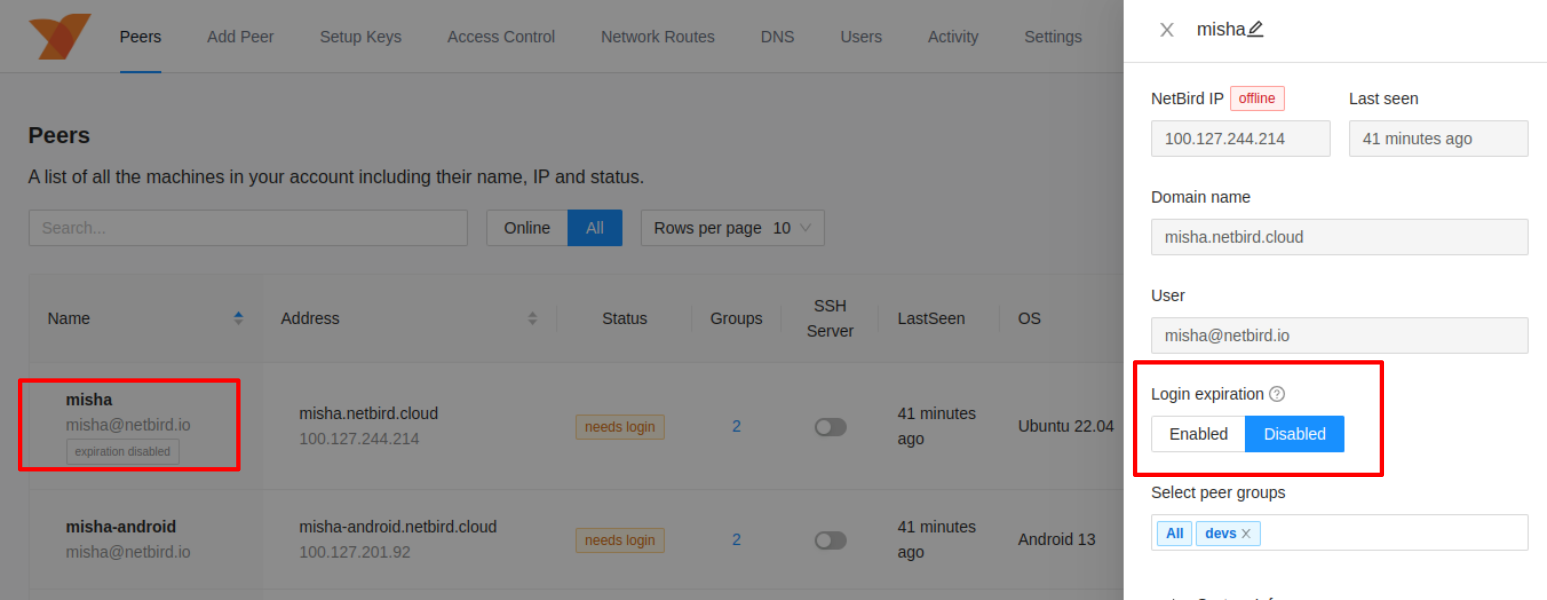 Peers Add Peer Setup Keys Access Control Network Routes DNS Users Activity Settings
Peers
A list of all the machines in your account including their name, IP and status.
Search... Online All Rows per page 10
Name Address Status Groups SSH Server LastSeen OS
misha
misha@netbird.io
expiration disabled
misha.netbird.cloud
100.127.244.214
needs login
2
41 minutes
ago
Ubuntu 22.04
misha-android
misha@netbird.io
misha-android.netbird.cloud
100.127.201.92
needs login
2
41 minutes
ago
Android 13
misha
NetBird IP offline Last seen
100.127.244.214 41 minutes ago
Domain name
misha.netbird.cloud
User
misha@netbird.io
Login expiration
Enabled Disabled
Select peer groups
All devs